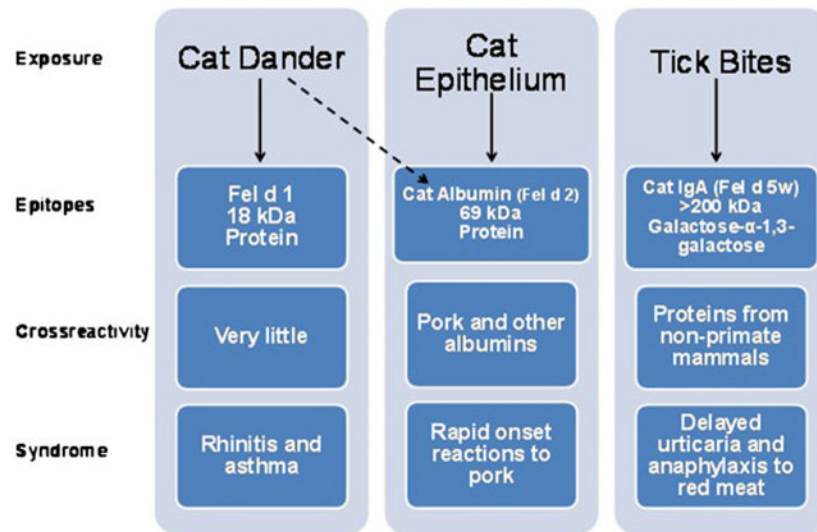 Exposure
Cat Dander
Cat
Epithelium
Tick Bites
Epitopes
Fel d 1
18 kDa
Protein
Cat Albumin (Fel d 2)
69 kDa
Protein
Cat IgA (Fel d 5w)
>200 kDa
Galactose-α-1,3-
galactose
Crossreactivity
Very little
Pork and other
albumins
Proteins from
non-primate
mammals
Syndrome
Rhinitis and
asthma
Rapid onset
reactions to
pork
Delayed
urticaria and
anaphylaxis to
red meat